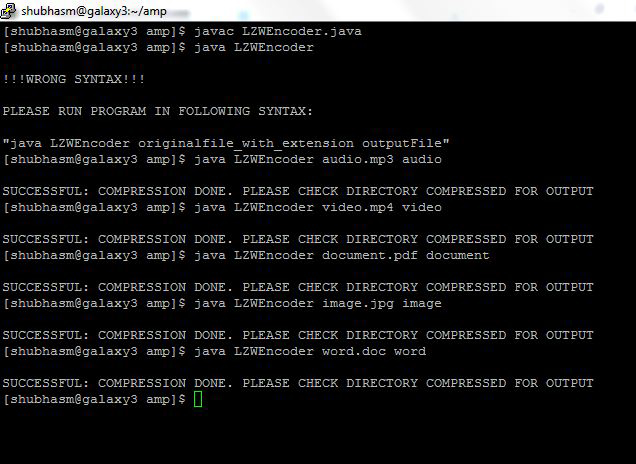 shubhasm@galaxy3:~/amp
[shubhasm@galaxy3 amp]$ javac LZWEncoder.java
[shubhasm@galaxy3 amp]$ java LZWEncoder
!!!WRONG SYNTAX!!!
PLEASE RUN PROGRAM IN FOLLOWING SYNTAX:
"java LZWEncoder originalfile_with_extension outputFile"
[shubhasm@galaxy3 amp]$ java LZWEncoder audio.mp3 audio
SUCCESSFUL: COMPRESSION DONE. PLEASE CHECK DIRECTORY COMPRESSED FOR OUTPUT
[shubhasm@galaxy3 amp]$ java LZWEncoder video.mp4 video
SUCCESSFUL: COMPRESSION DONE. PLEASE CHECK DIRECTORY COMPRESSED FOR OUTPUT
[shubhasm@galaxy3 amp]$ java LZWEncoder document.pdf document
SUCCESSFUL: COMPRESSION DONE. PLEASE CHECK DIRECTORY COMPRESSED FOR OUTPUT
[shubhasm@galaxy3 amp]$ java LZWEncoder image.jpg image
SUCCESSFUL: COMPRESSION DONE. PLEASE CHECK DIRECTORY COMPRESSED FOR OUTPUT
[shubhasm@galaxy3 amp]$ java LZWEncoder word.doc word
SUCCESSFUL: COMPRESSION DONE. PLEASE CHECK DIRECTORY COMPRESSED FOR OUTPUT
[shubhasm@galaxy3 amp]$